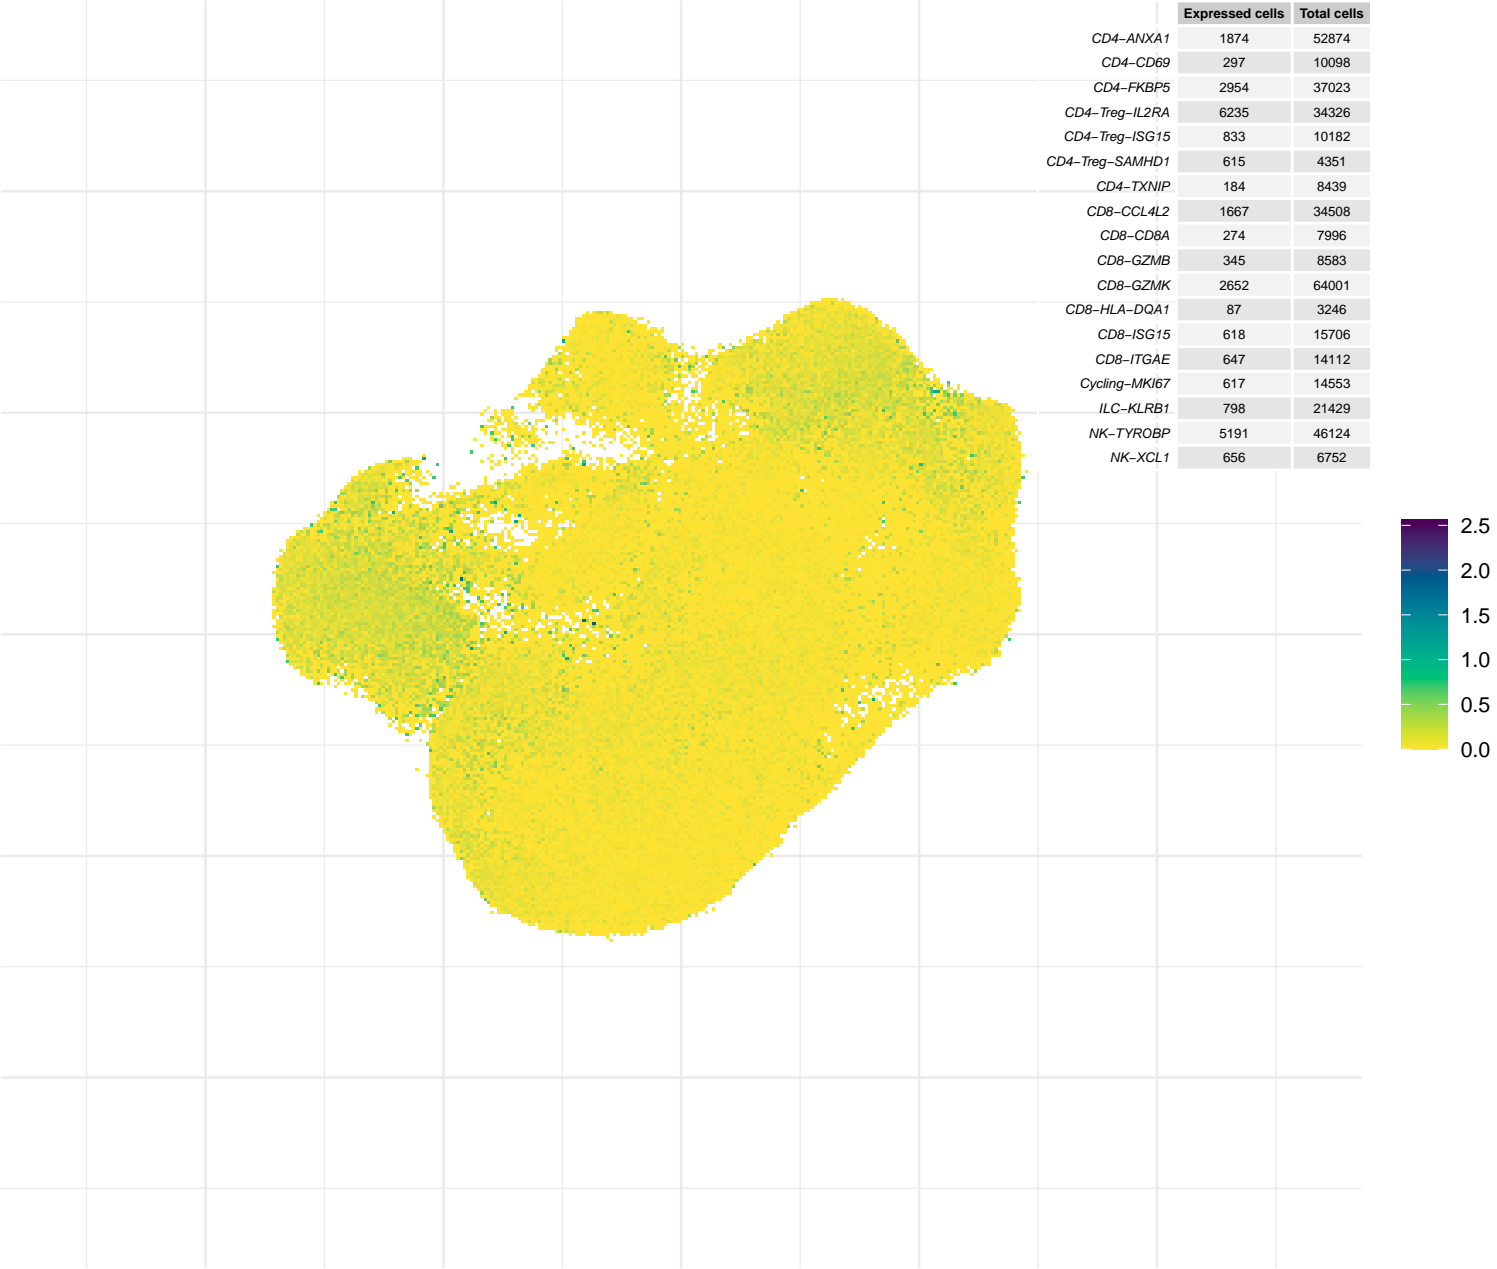 Expressed cells Total cells
CD4−ANXA1 1874 52874
CD4−CD69 297 10098
CD4−FKBP5 2954 37023
CD4−Treg−IL2RA 6235 34326
CD4−Treg−ISG15 833 10182
CD4−Treg−SAMHD1 615 4351
CD4−TXNIP 184 8439
CD8−CCL4L2 1667 34508
CD8−CD8A 274 7996
CD8−GZMB 345 8583
CD8−GZMK 2652 64001
CD8−HLA−DQA1 87 3246
CD8−ISG15 618 15706
CD8−ITGAE 647 14112
Cycling−MKI67 617 14553
ILC−KLRB1 798 21429
NK−TYROBP 5191 46124
NK−XCL1 656 6752
2.5
2.0
1.5
1.0
0.5
0.0